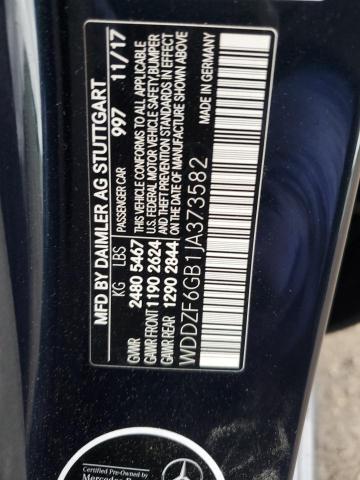 MFD BY DAIMLER AG STUTTGART
PASSENGER CAR 997 11/17
KG LBS
GWR 2480 5467
GAWR FRONT 1190 2624
GAWR REAR 1290 2844
THIS VEHICLE CONFORMS TO ALL APPLICABLE
U.S. FEDERAL MOTOR VEHICLE SAFETY/BUMPER
AND THEFT PREVENTION STANDARDS IN EFFECT
ON DATE OF MANUFACTURE SHOWN ABOVE
MADE IN GERMANY
WDDZF6GB1JA373582
Certified Pre-Owned by